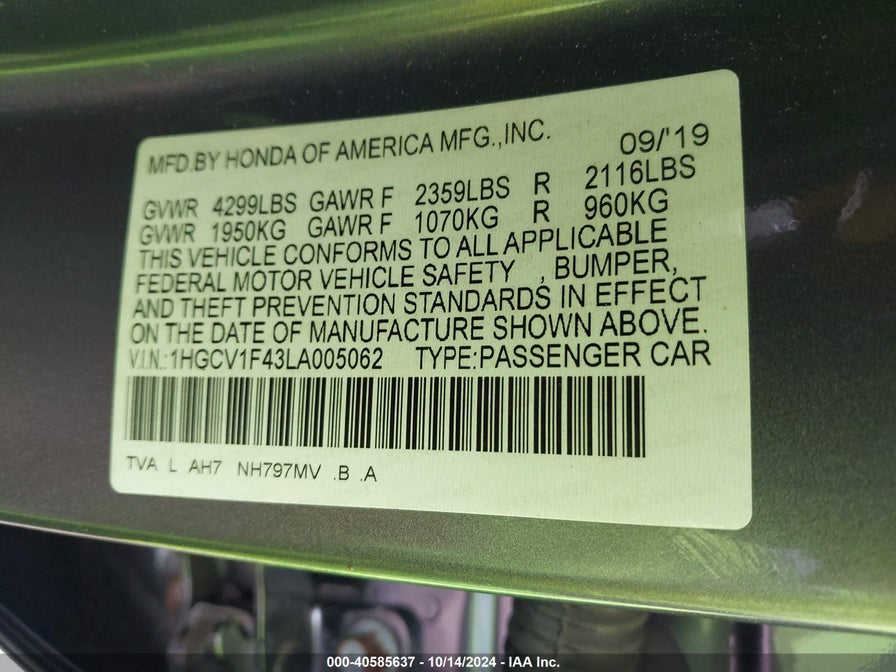 MFD.BY HONDA OF AMERICA MFG.,INC. 09/'19
GVWR 4299LBS GAWR F 2359LBS R 2116LBS
GVWR 1950KG GAWR F 1070KG R 960KG
THIS VEHICLE CONFORMS TO ALL APPLICABLE
FEDERAL MOTOR VEHICLE SAFETY , BUMPER,
AND THEFT PREVENTION STANDARDS IN EFFECT
ON THE DATE OF MANUFACTURE SHOWN ABOVE.
V.I.N.:1HGCV1F43LA005062 TYPE:PASSENGER CAR
TVA L AH7 NH797MV .B .A
000-40585637 - 10/14/2024 - IAA Inc.